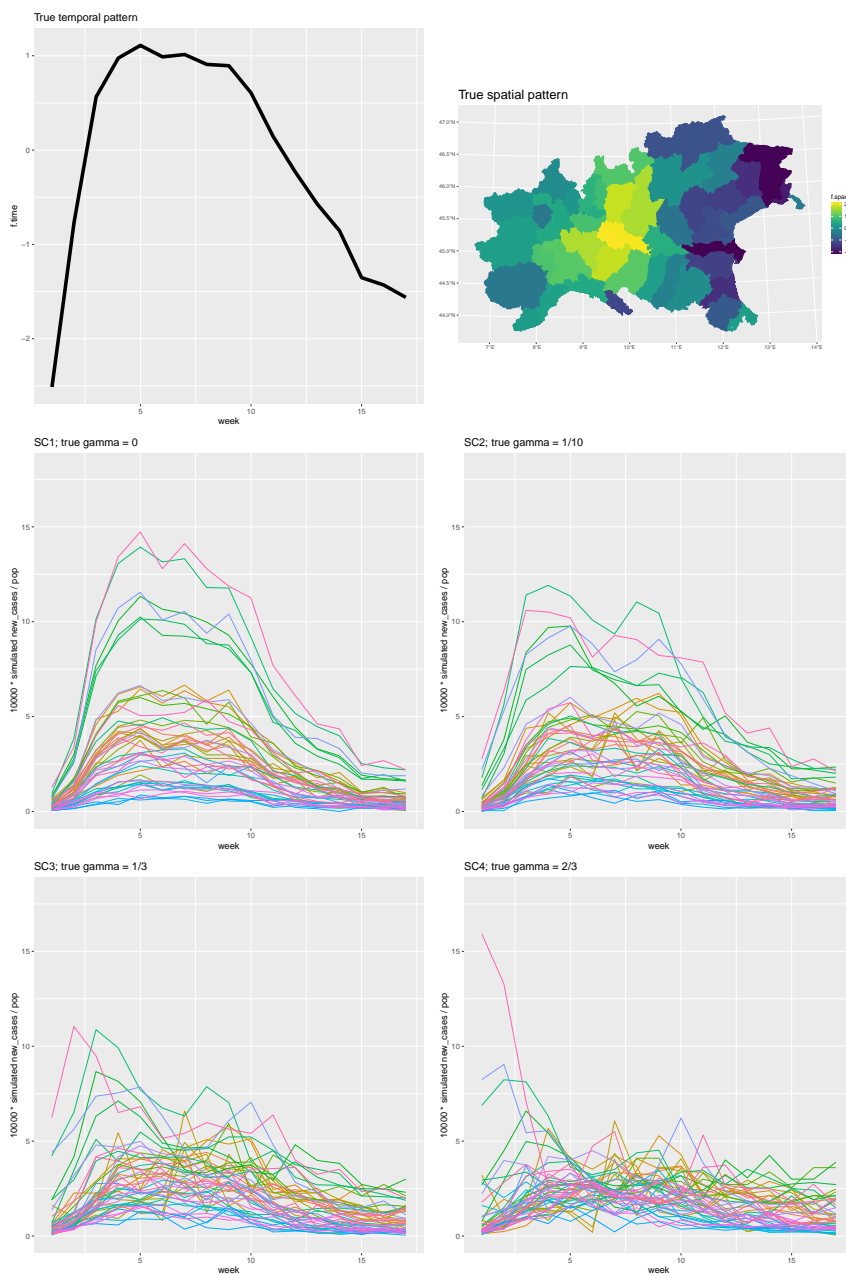 True temporal pattern
1
0
−1
−2
f.time
5
10
15
week
True spatial pattern
47.0°N
46.5°N
46.0°N
45.5°N
45.0°N
44.5°N
44.0°N
7°E
8°E
9°E
10°E
11°E
12°E
13°E
14°E
f.spac
SC1; true gamma = 0
15
10
5
0
10000 * simulated new_cases / pop
5
10
15
week
SC2; true gamma = 1/10
15
10
5
0
10000 * simulated new_cases / pop
5
10
15
week
SC3; true gamma = 1/3
15
10
5
0
10000 * simulated new_cases / pop
5
10
15
week
SC4; true gamma = 2/3
15
10
5
0
10000 * simulated new_cases / pop
5
10
15
week